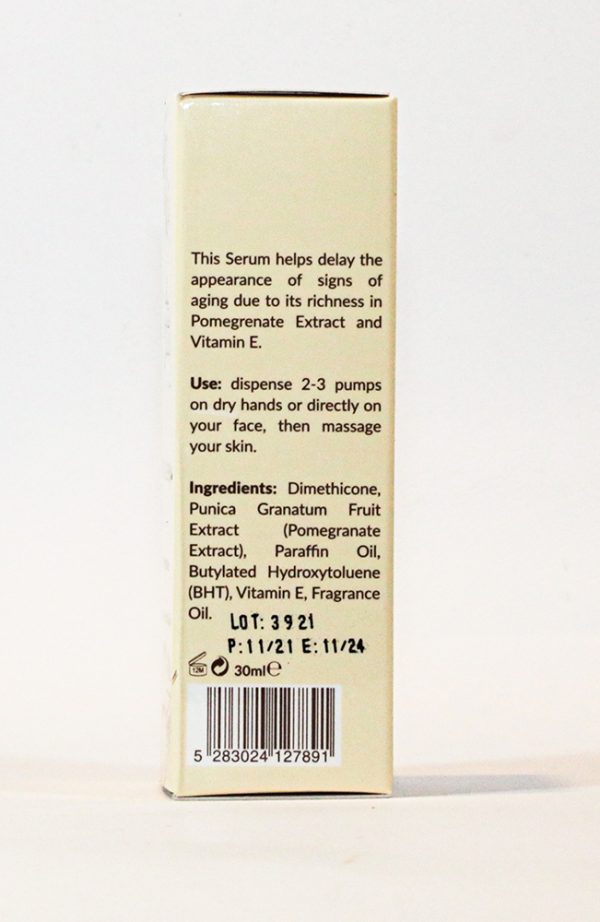 This Serum helps delay the
appearance of signs of
aging due to its richness in
Pomegrenate Extract and
Vitamin E.
Use: dispense 2-3 pumps
on dry hands or directly on
your face, then massage
your skin.
Ingredients: Dimethicone,
Punica Granatum Fruit
Extract (Pomegranate
Extract), Paraffin Oil,
Butylated Hydroxytoluene
(BHT), Vitamin E, Fragrance
Oil.
LOT: 3921
P:11/21 E:11/24
12M 30ml℮
5 283024 127891